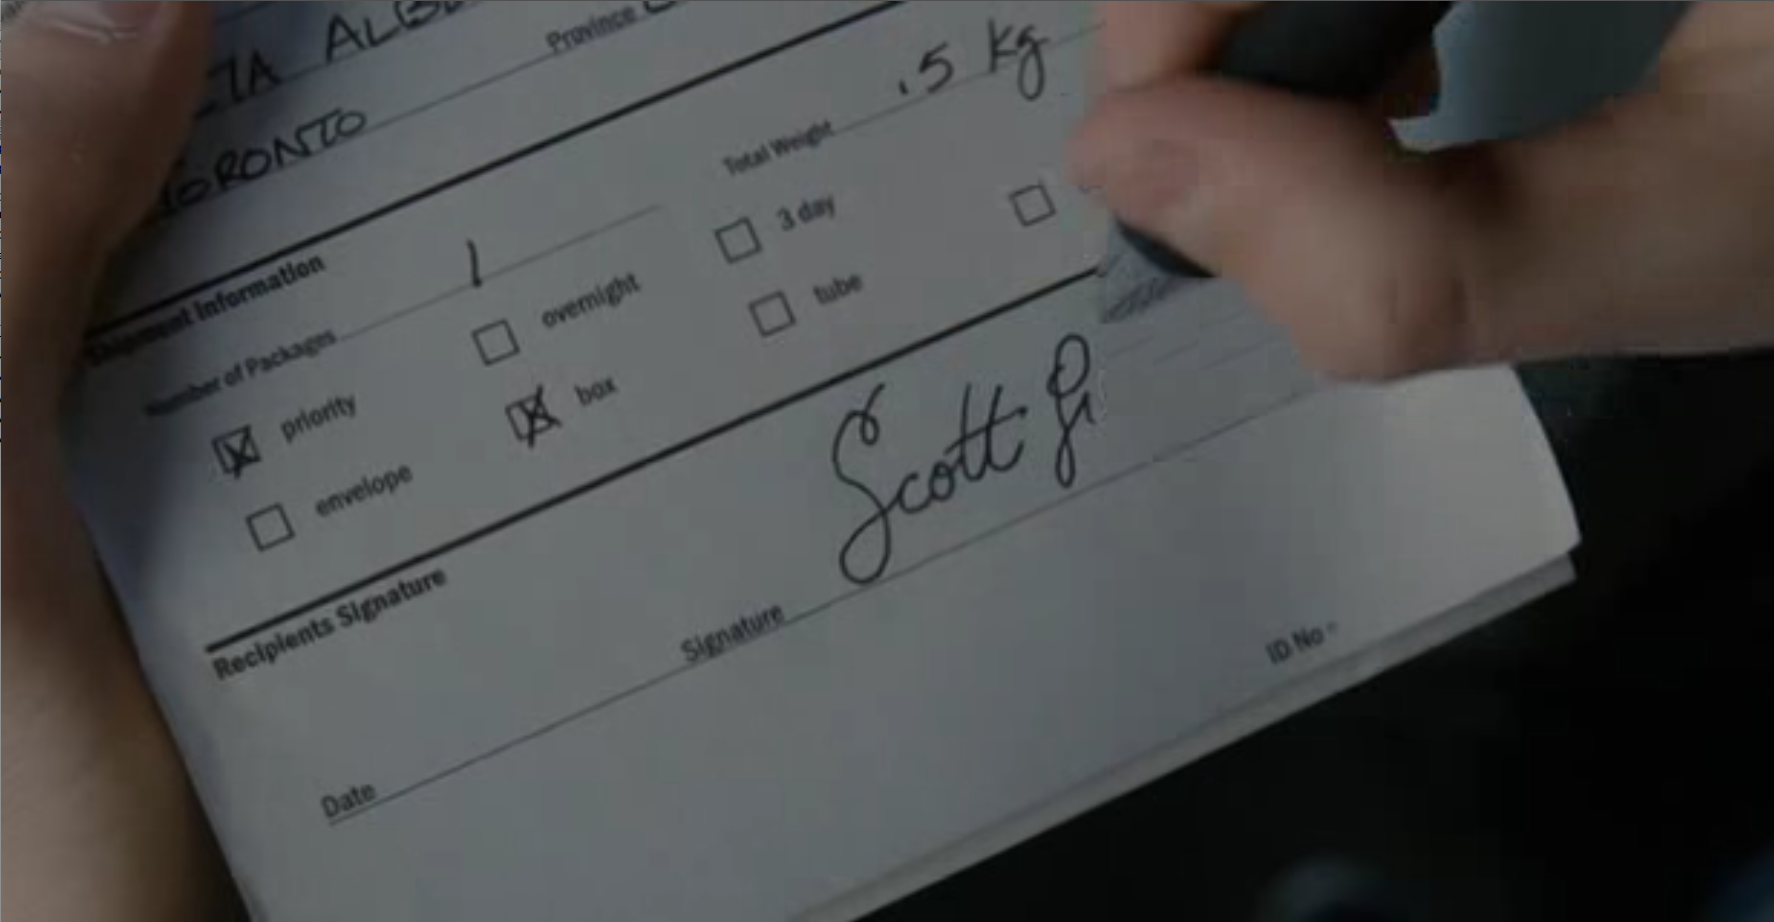 Province
TORONTO
.5 kg
Total Weight
Shipment Information
1
Number of Packages
priority
overnight
3 day
envelope
box
tube
Recipients Signature
Scott
Signature
Date
ID No